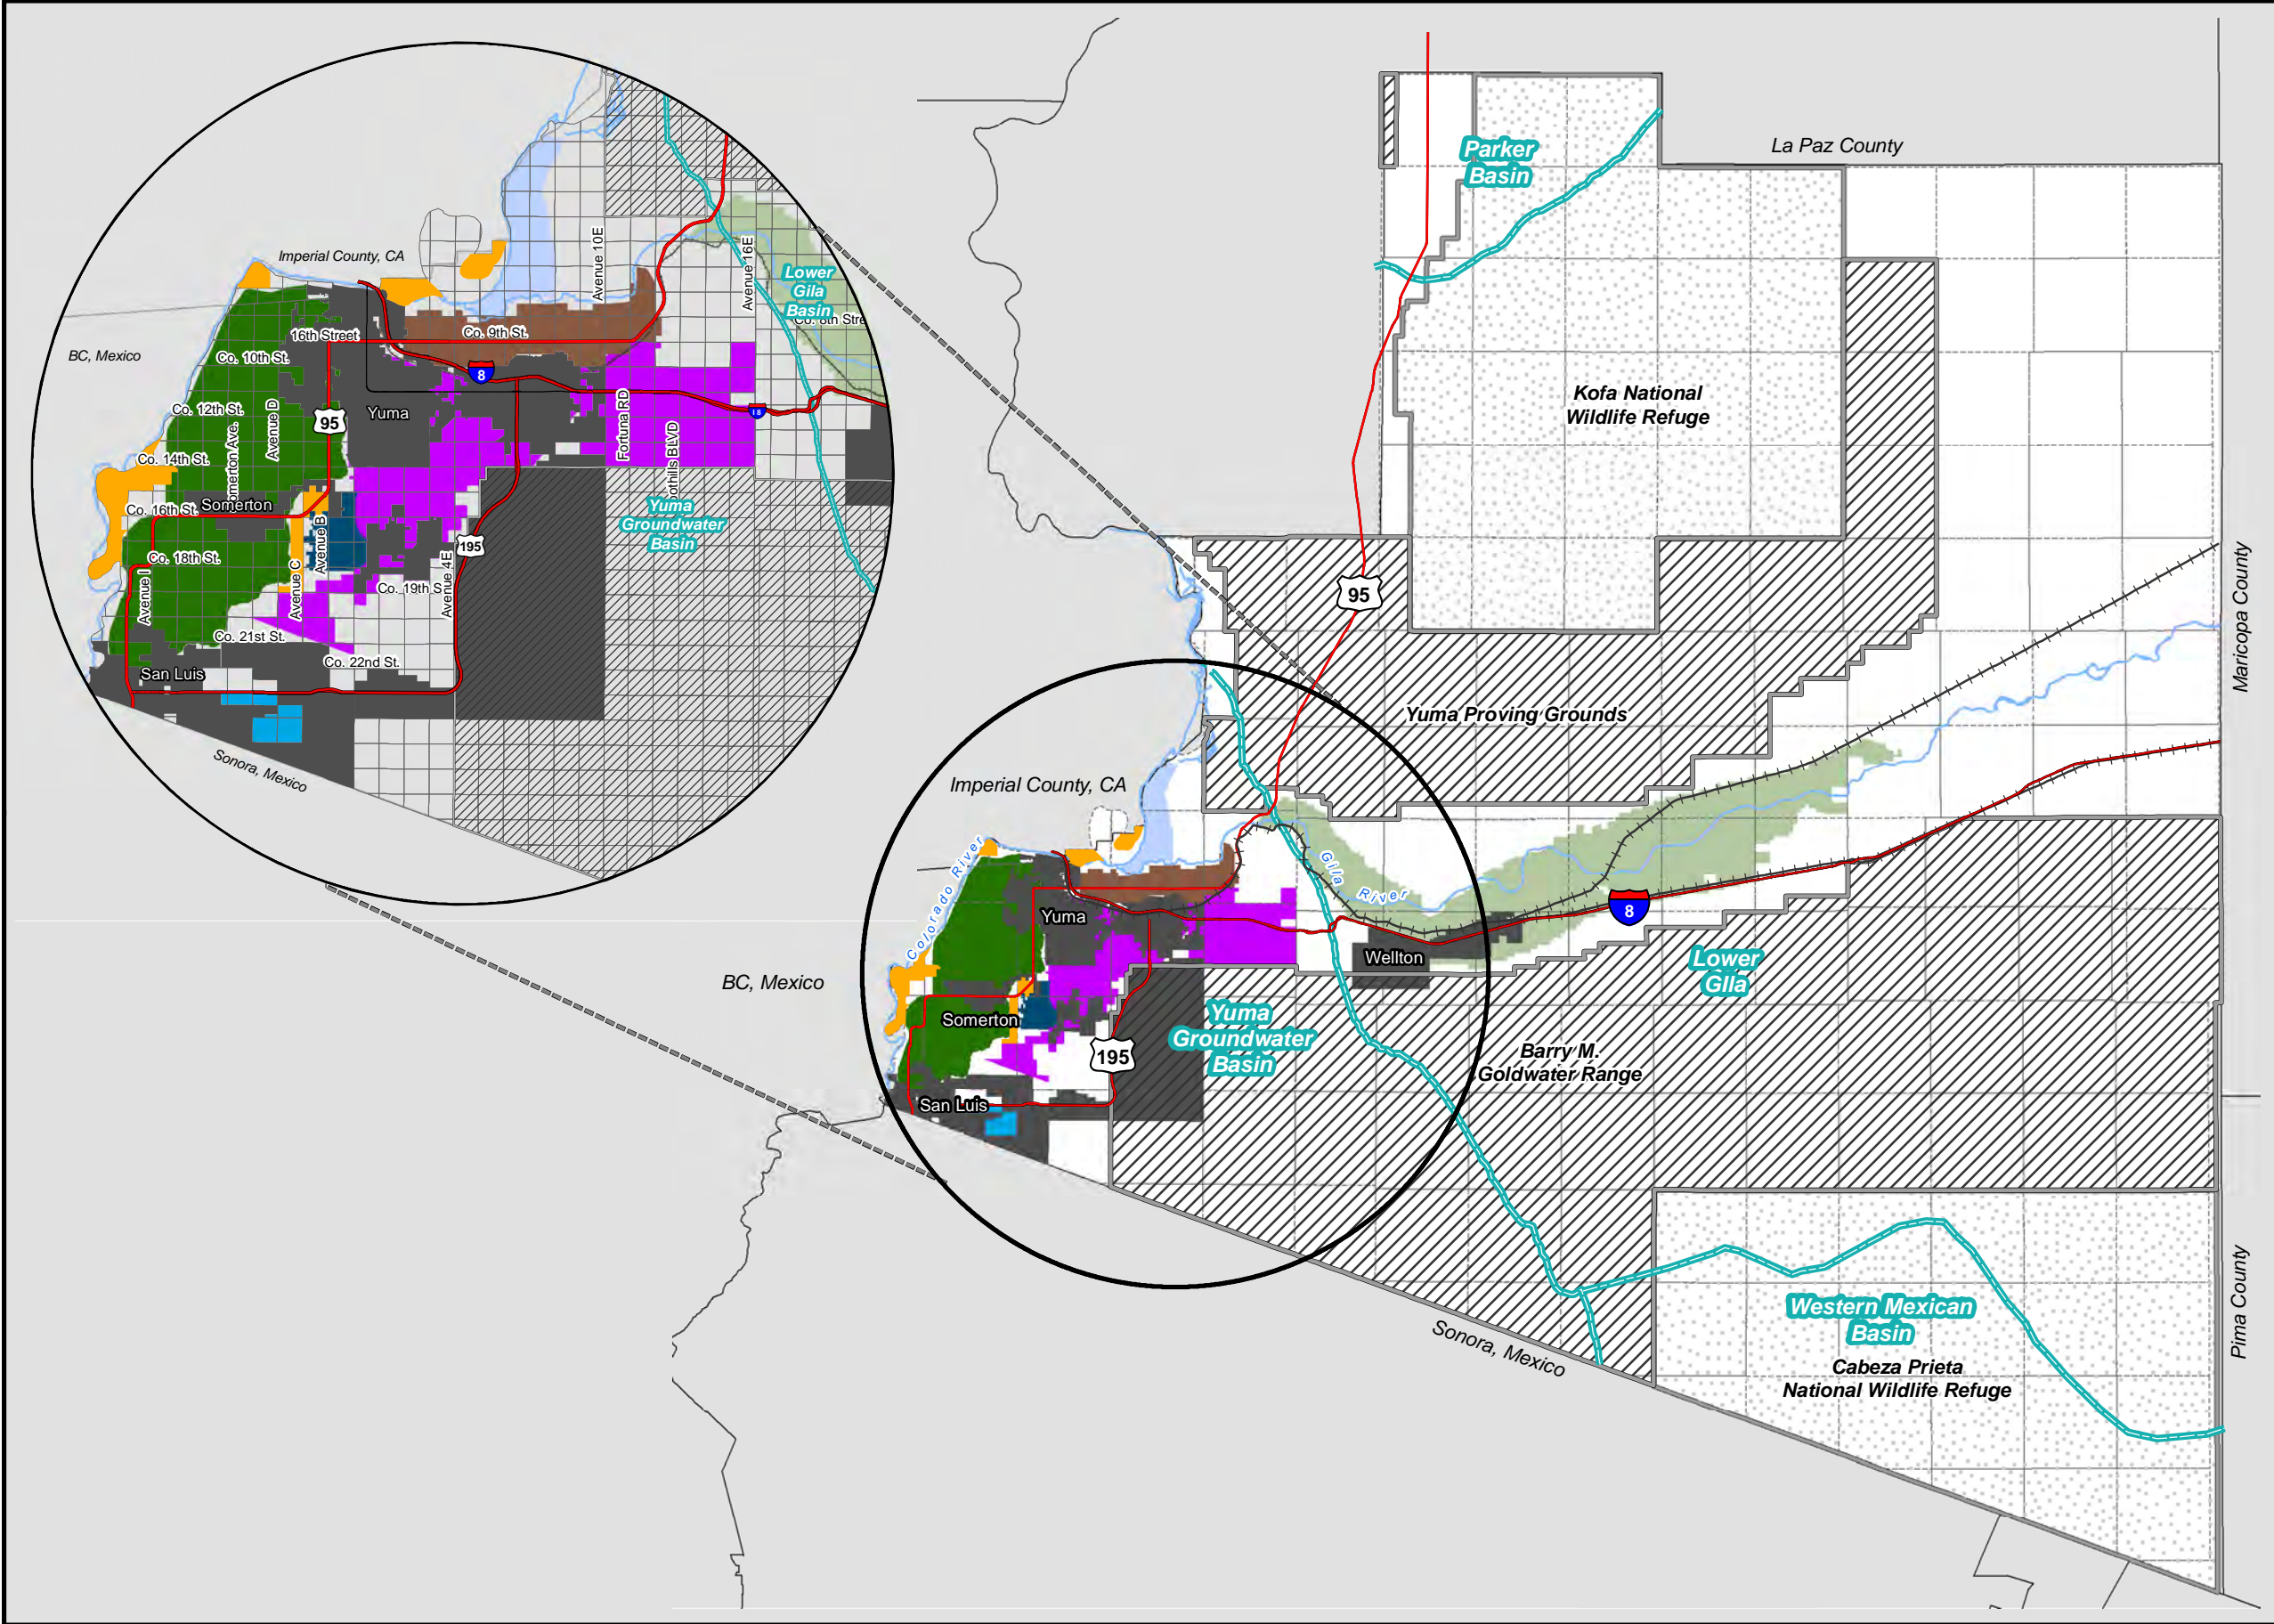 Imperial County, CA
BC, Mexico
Avenue 10E
Avenue 16E
Lower
Gila
Basin
16th Street
Co. 9th St.
Co. 10th St.
8
18
Co. 12th St.
Somerton Ave.
Avenue D
95
Yuma
Fortuna RD
Co. 14th St.
Co. 16th St.
Somerton
Yuma
Groundwater
Basin
Avenue B
195
Co. 18th St.
Avenue I
Avenue C
Co. 19th S
Avenue 4E
Co. 21st St.
Co. 22nd St.
San Luis
Sonora, Mexico
La Paz County
Parker
Basin
Kofa National
Wildlife Refuge
95
Maricopa County
Yuma Proving Grounds
Imperial County, CA
Colorado River
Gila River
Yuma
8
Wellton
BC, Mexico
Lower
Gila
Somerton
Yuma
Groundwater
Basin
195
Barry M.
Goldwater Range
San Luis
Sonora, Mexico
Western Mexican
Basin
Cabeza Prieta
National Wildlife Refuge
Pima County